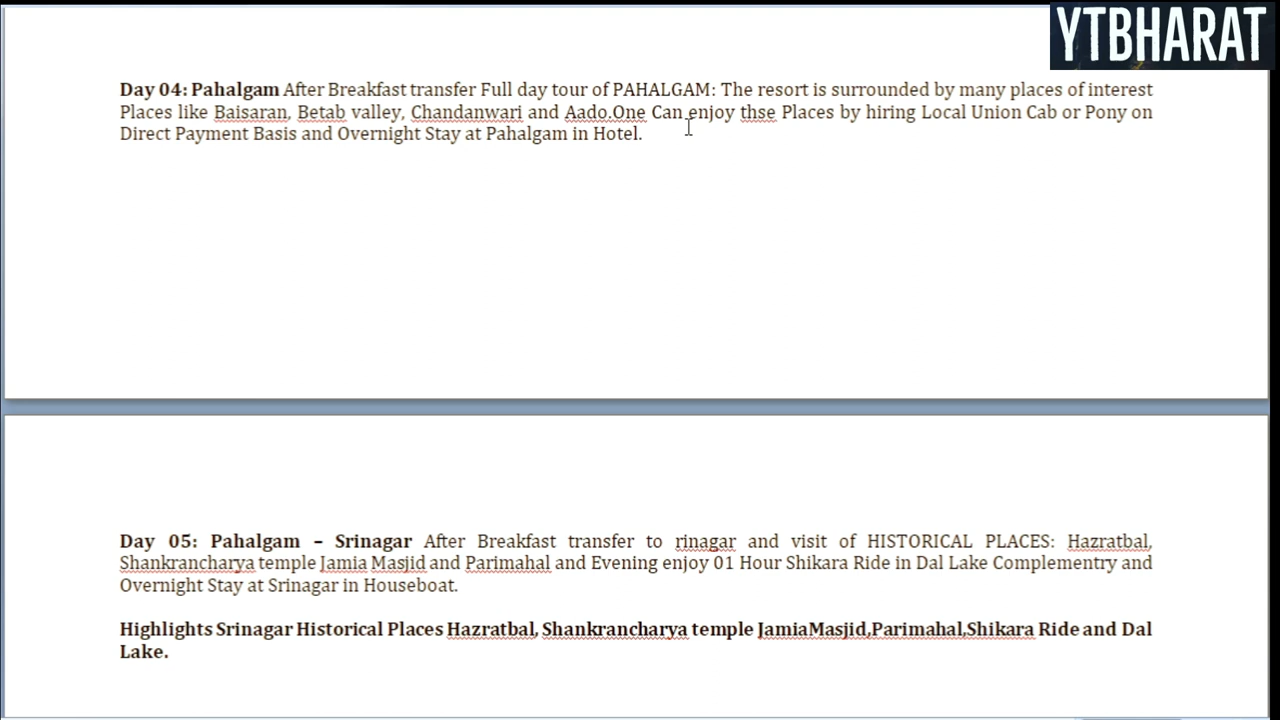 YTBHARAT
Day 04: Pahalgam After Breakfast transfer Full day tour of PAHALGAM: The resort is surrounded by many places of interest
Places like Baisaran, Betab valley, Chandanwari and Aado.One Can enjoy thse Places by hiring Local Union Cab or Pony on
Direct Payment Basis and Overnight Stay at Pahalgam in Hotel.
Day 05: Pahalgam – Srinagar After Breakfast transfer to rinagar and visit of HISTORICAL PLACES: Hazratbal,
Shankrancharya temple Jamia Masjid and Parimahal and Evening enjoy 01 Hour Shikara Ride in Dal Lake Complementry and
Overnight Stay at Srinagar in Houseboat.
Highlights Srinagar Historical Places Hazratbal, Shankrancharya temple JamiaMasjid,Parimahal,Shikara Ride and Dal
Lake.